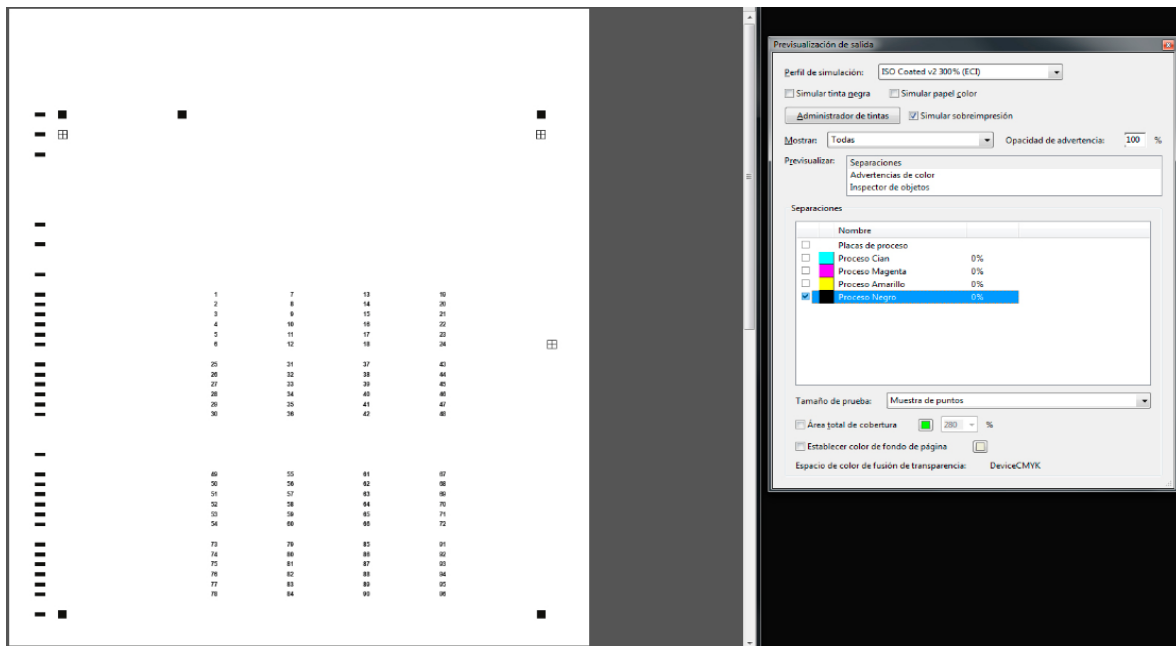 Previsualización de salida
Perfil de simulación: ISO Coated v2 300% (ECI)
Simular tinta negra Simular papel color
Administrador de tintas Simular sobreimpresión
Mostrar: Todas Opacidad de advertencia: 100 %
Previsualizar: Separaciones
Advertencias de color
Inspector de objetos
Separaciones
Nombre
Placas de proceso
Proceso Cian 0%
Proceso Magenta 0%
Proceso Amarillo 0%
Proceso Negro 0%
Tamaño de prueba: Muestra de puntos
Área total de cobertura 280 %
Establecer color de fondo de página
Espacio de color de fusión de transparencia: DeviceCMYK
1 7 13 19
2 8 14 20
3 9 15 21
4 10 16 22
5 11 17 23
6 12 18 24
25 31 37 43
26 32 38 44
27 33 39 45
28 34 40 46
29 35 41 47
30 36 42 48
49 55 61 67
50 56 62 68
51 57 63 69
52 58 64 70
53 59 65 71
54 60 66 72
73 79 85 91
74 80 86 92
75 81 87 93
76 82 88 94
77 83 89 95
78 84 90 96